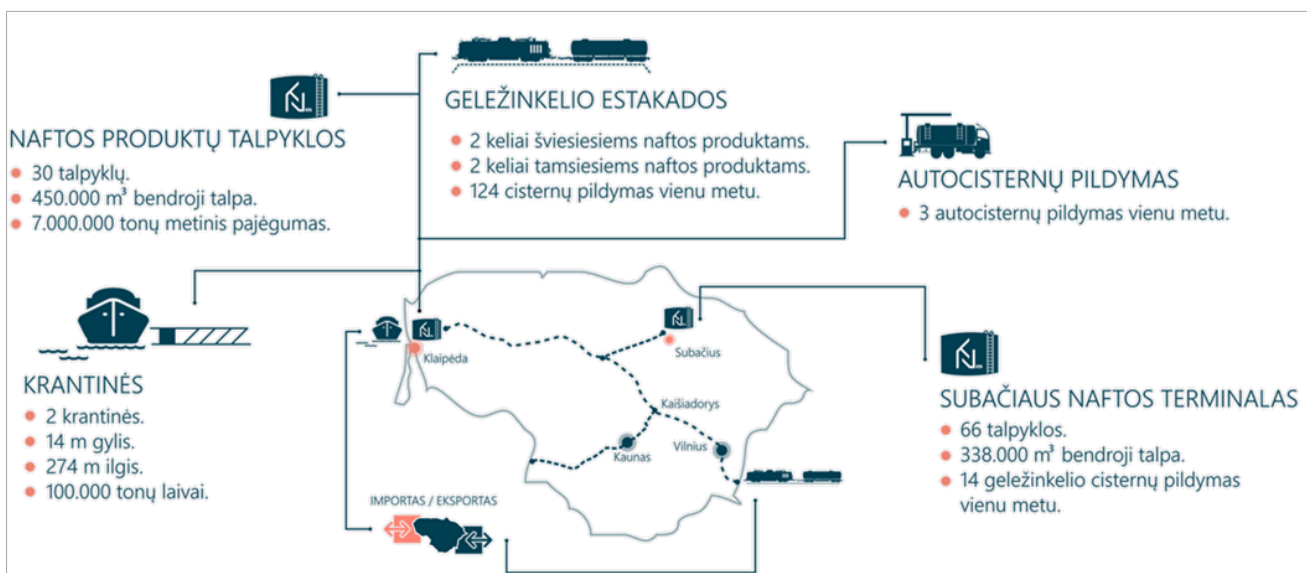 GELEŽINKELIO ESTAKADOS
2 keliai šviesiesiems naftos produktams.
2 keliai tamsiesiems naftos produktams.
124 cisternų pildymas vienu metu.
NAFTOS PRODUKTŲ TALPYKLOS
30 talpyklų.
450.000 m³ bendroji talpa.
7.000.000 tonų metinis pajėgumas.
AUTOCISTERNŲ PILDYMAS
3 autocisternų pildymas vienu metu.
KRANTINĖS
2 krantinės.
14 m gylis.
274 m ilgis.
100.000 tonų laivai.
Klaipėda
Subačius
Kaišiadorys
Kaunas
Vilnius
IMPORTAS / EKSPORTAS
SUBAČIAUS NAFTOS TERMINALAS
66 talpyklos.
338.000 m³ bendroji talpa.
14 geležinkelio cisternų pildymas
vienu metu.